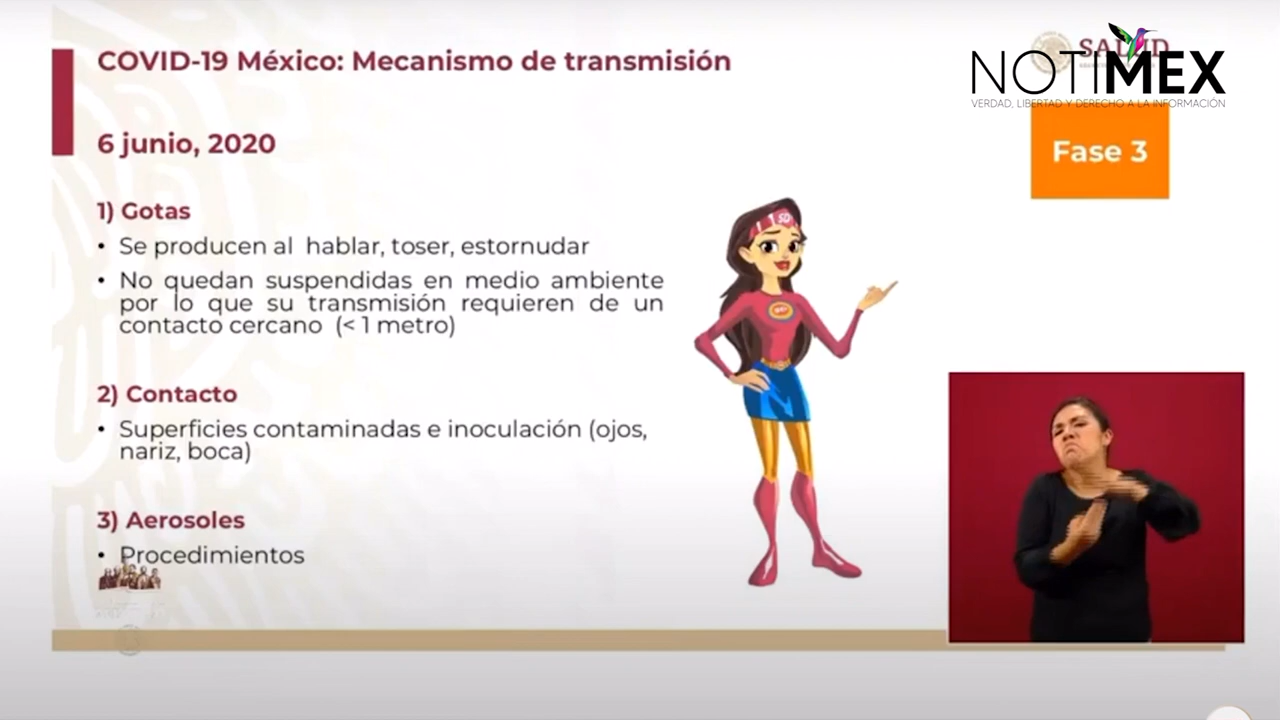 COVID-19 México: Mecanismo de transmisión
NOTIMEX
VERDAD, LIBERTAD Y DERECHO A LA INFORMACIÓN
6 junio, 2020
Fase 3
1) Gotas
• Se producen al hablar, toser, estornudar
• No quedan suspendidas en medio ambiente
por lo que su transmisión requieren de un
contacto cercano (< 1 metro)
2) Contacto
• Superficies contaminadas e inoculación (ojos,
nariz, boca)
3) Aerosoles
• Procedimientos
SD